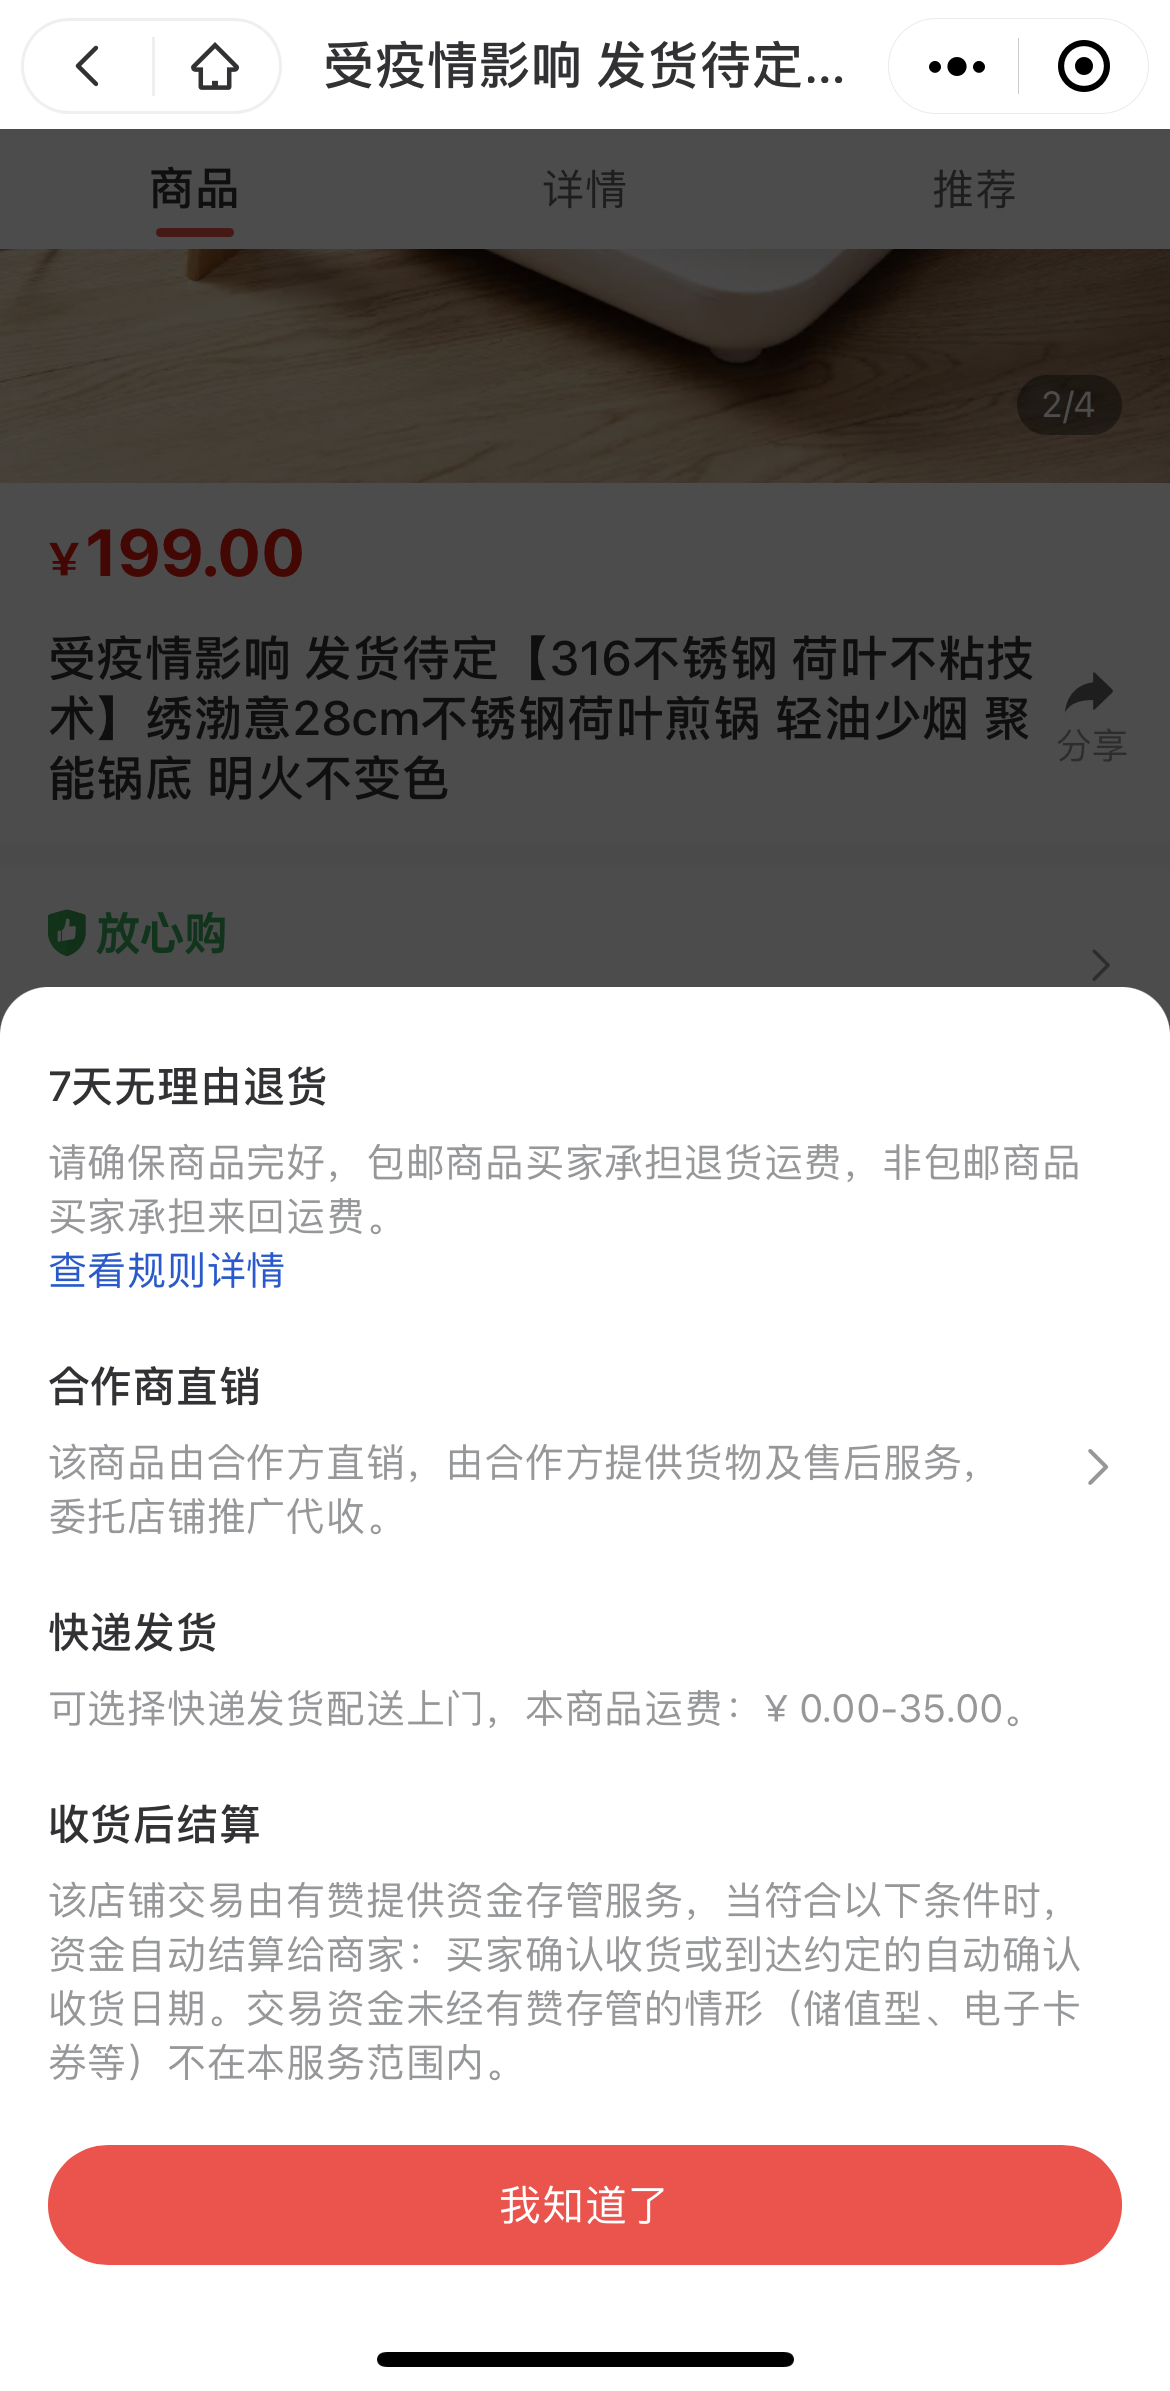 受疫情影响 发货待定...
商品
详情
推荐
2/4
¥199.00
受疫情影响 发货待定【316不锈钢 荷叶不粘技
术】绣渤意28cm不锈钢荷叶煎锅 轻油少烟 聚
能锅底 明火不变色
分享
放心购
7天无理由退货
请确保商品完好，包邮商品买家承担退货运费，非包邮商品
买家承担来回运费。
查看规则详情
合作商直销
该商品由合作方直销，由合作方提供货物及售后服务，
委托店铺推广代收。
快递发货
可选择快递发货配送上门，本商品运费：¥ 0.00-35.00。
收货后结算
该店铺交易由有赞提供资金存管服务，当符合以下条件时，
资金自动结算给商家：买家确认收货或到达约定的自动确认
收货日期。交易资金未经有赞存管的情形（储值型、电子卡
券等）不在本服务范围内。
我知道了